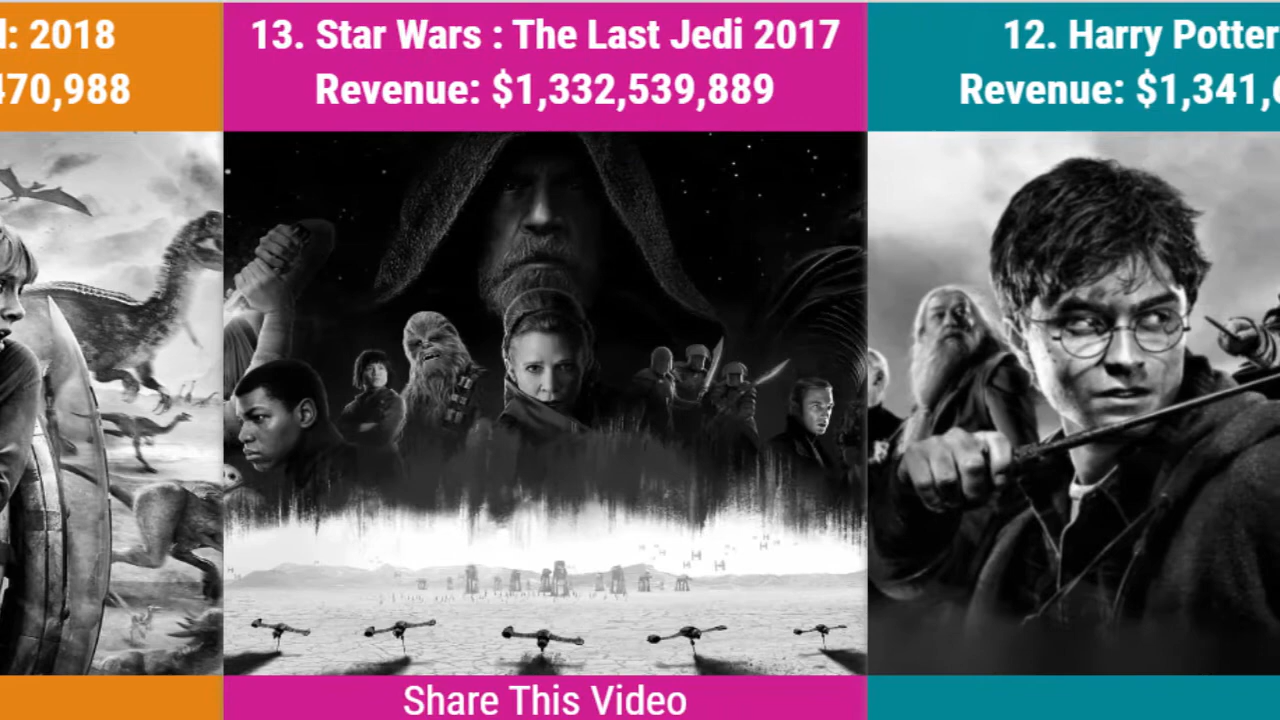 l: 2018
470,988
13. Star Wars : The Last Jedi 2017
Revenue: $1,332,539,889
12. Harry Potter
Revenue: $1,341,6
Share This Video